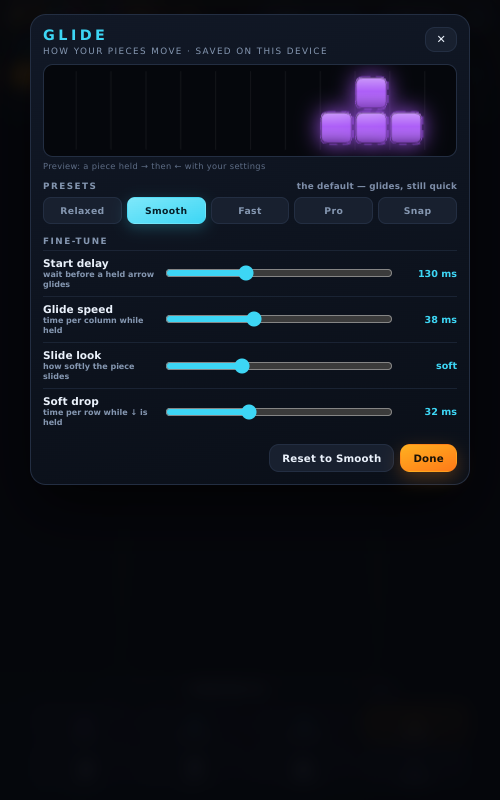 GLIDE
HOW YOUR PIECES MOVE · SAVED ON THIS DEVICE
×
Preview: a piece held → then ← with your settings
PRESETS
the default — glides, still quick
Relaxed
Smooth
Fast
Pro
Snap
FINE-TUNE
Start delay
wait before a held arrow
glides
130 ms
Glide speed
time per column while
held
38 ms
Slide look
how softly the piece
slides
soft
Soft drop
time per row while ↓ is
held
32 ms
Reset to Smooth
Done